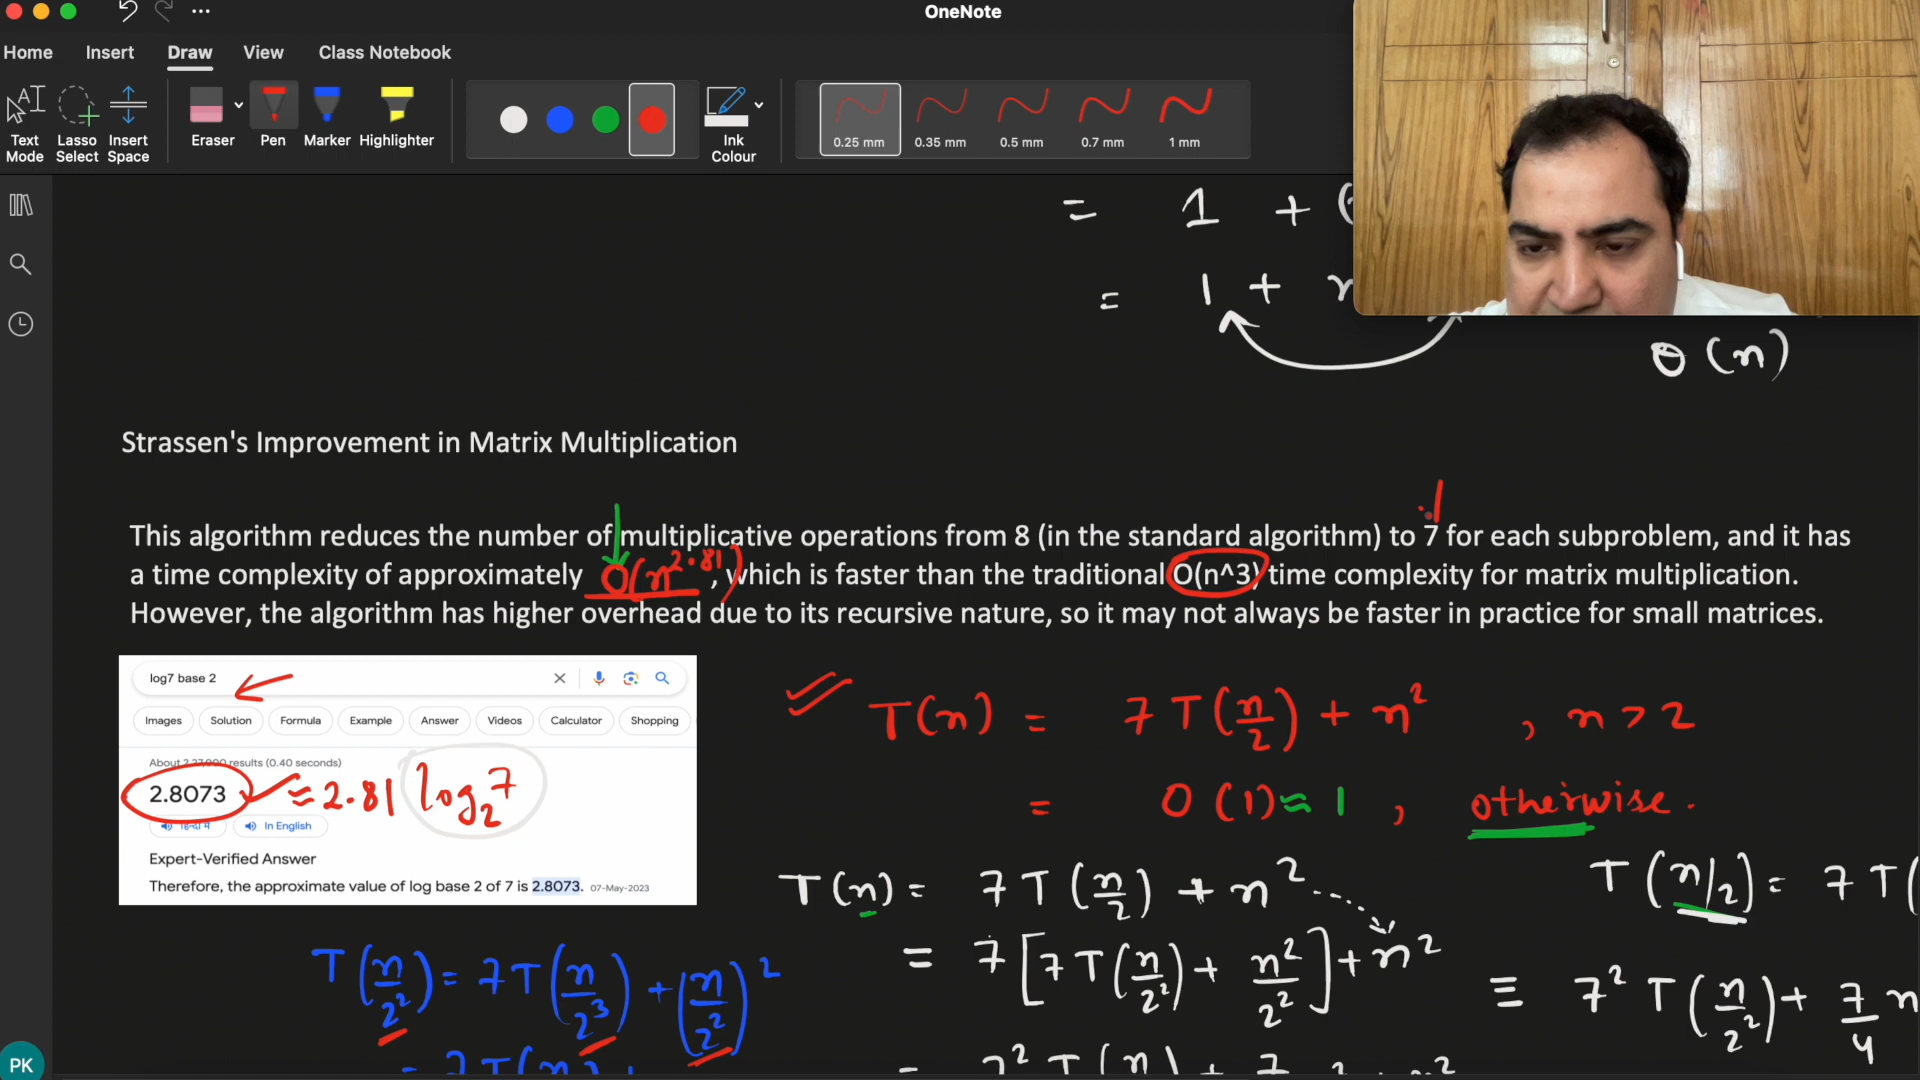 OneNote
Home Insert Draw View Class Notebook
Text Mode
Lasso Select
Insert Space
Eraser
Pen
Marker
Highlighter
Ink Colour
0.25 mm
0.35 mm
0.5 mm
0.7 mm
1 mm
= 1 + (
= 1 + n
θ (n)
Strassen's Improvement in Matrix Multiplication
This algorithm reduces the number of multiplicative operations from 8 (in the standard algorithm) to 7 for each subproblem, and it has
a time complexity of approximately O(n^2.81), which is faster than the traditional O(n^3) time complexity for matrix multiplication.
However, the algorithm has higher overhead due to its recursive nature, so it may not always be faster in practice for small matrices.
log7 base 2
Images Solution Formula Example Answer Videos Calculator Shopping
results (0.40 seconds)
2.8073 ≈ 2.81 log₂7
In English
Expert-Verified Answer
Therefore, the approximate value of log base 2 of 7 is 2.8073. 07-May-2023
T(n) = 7T(n/2) + n² , n > 2
= O(1) ≈ 1 , otherwise.
T(n) = 7T(n/2) + n²
T(n/2) = 7T(
= 7[7T(n/2²) + n²/2²] + n²
≡ 7² T(n/2²) + 7/4 n
T(n/2²) = 7T(n/2³) + (n/2²)²
PK